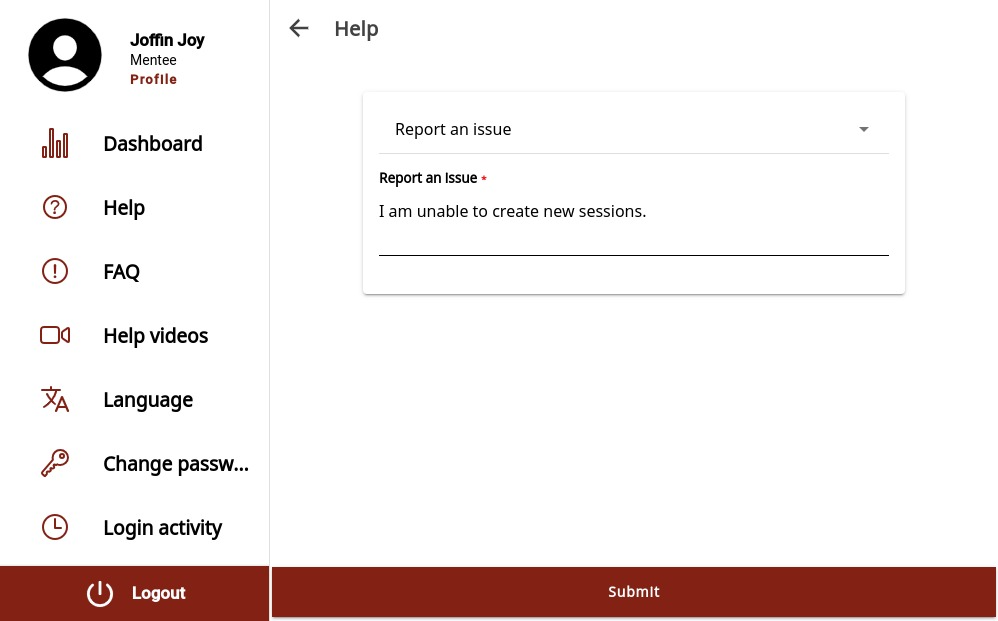 Joffin Joy
Mentee
Profile
Dashboard
Help
FAQ
Help videos
Language
Change passw...
Login activity
Logout
Help
Report an issue
Report an Issue *
I am unable to create new sessions.
Submit